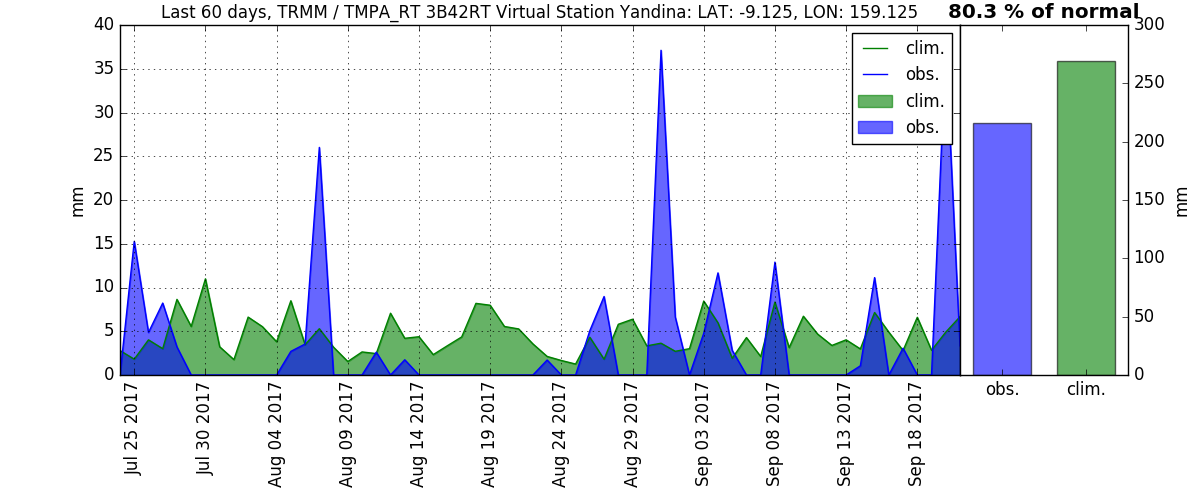 Last 60 days, TRMM / TMPA_RT 3B42RT Virtual Station Yandina: LAT: -9.125, LON: 159.125
80.3 % of normal
40
35
30
25
20
15
10
5
0
mm
clim.
obs.
clim.
obs.
300
250
200
150
100
50
0
mm
Jul 25 2017
Jul 30 2017
Aug 04 2017
Aug 09 2017
Aug 14 2017
Aug 19 2017
Aug 24 2017
Aug 29 2017
Sep 03 2017
Sep 08 2017
Sep 13 2017
Sep 18 2017
obs.
clim.